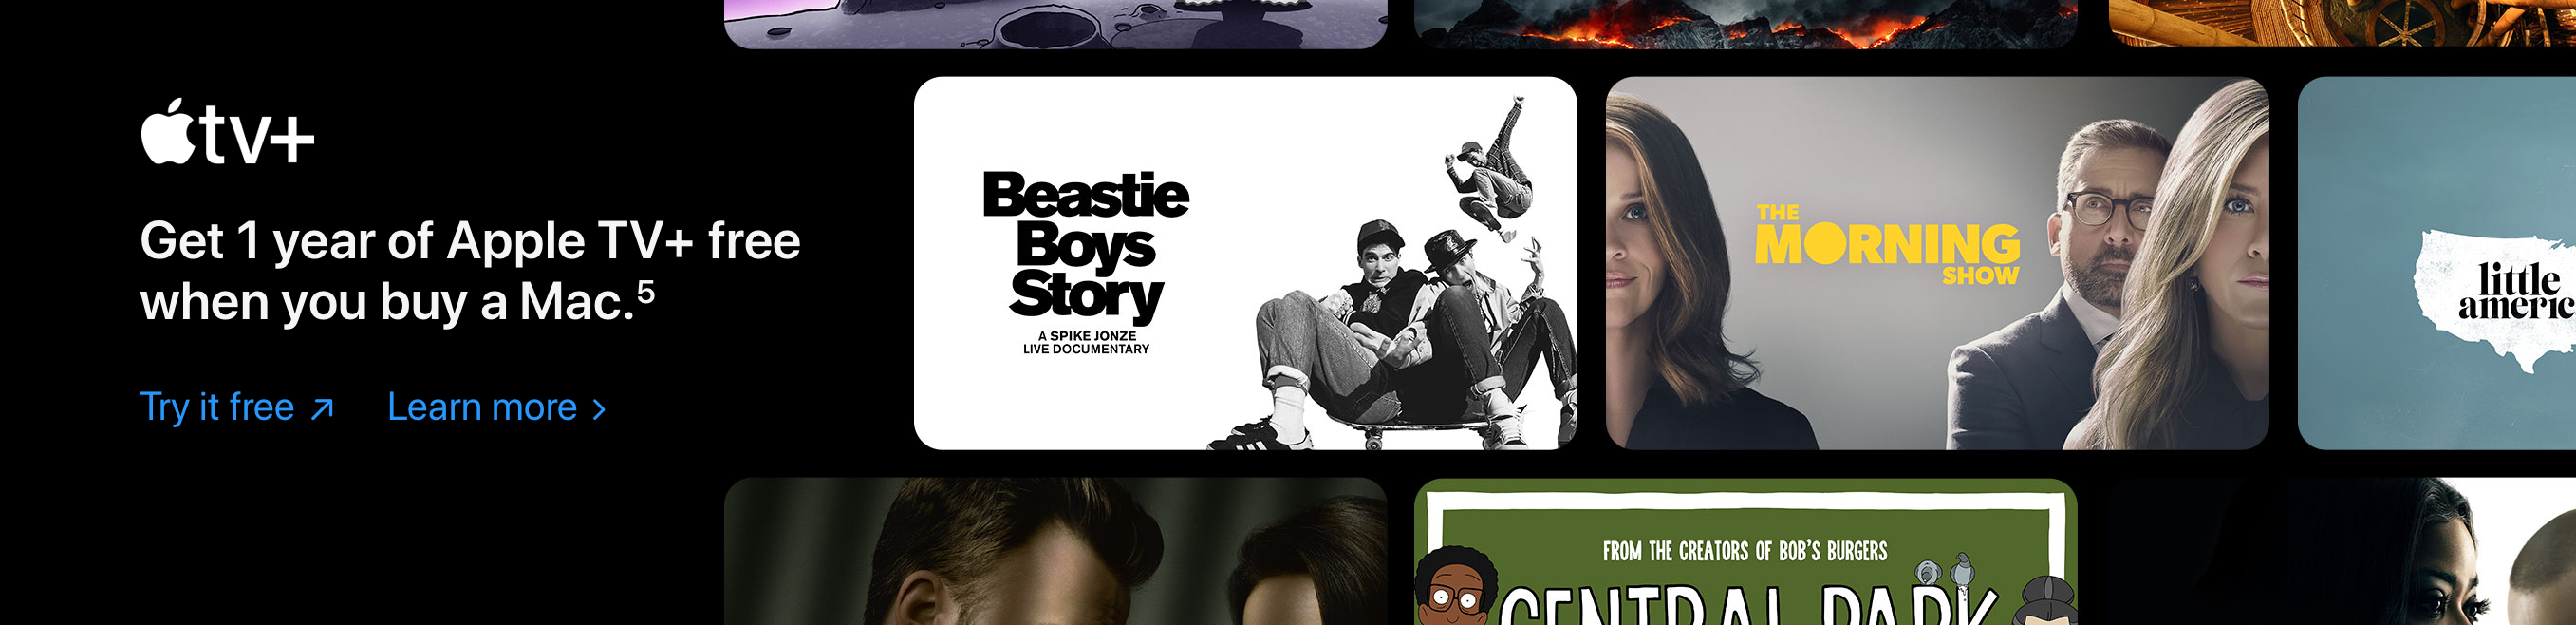 tv+
Get 1 year of Apple TV+ free
when you buy a Mac.⁵
Try it free ↗ Learn more >
Beastie
Boys
Story
A SPIKE JONZE
LIVE DOCUMENTARY
THE
MORNING
SHOW
little
americ
FROM THE CREATORS OF BOB'S BURGERS
CENTRAL PARK